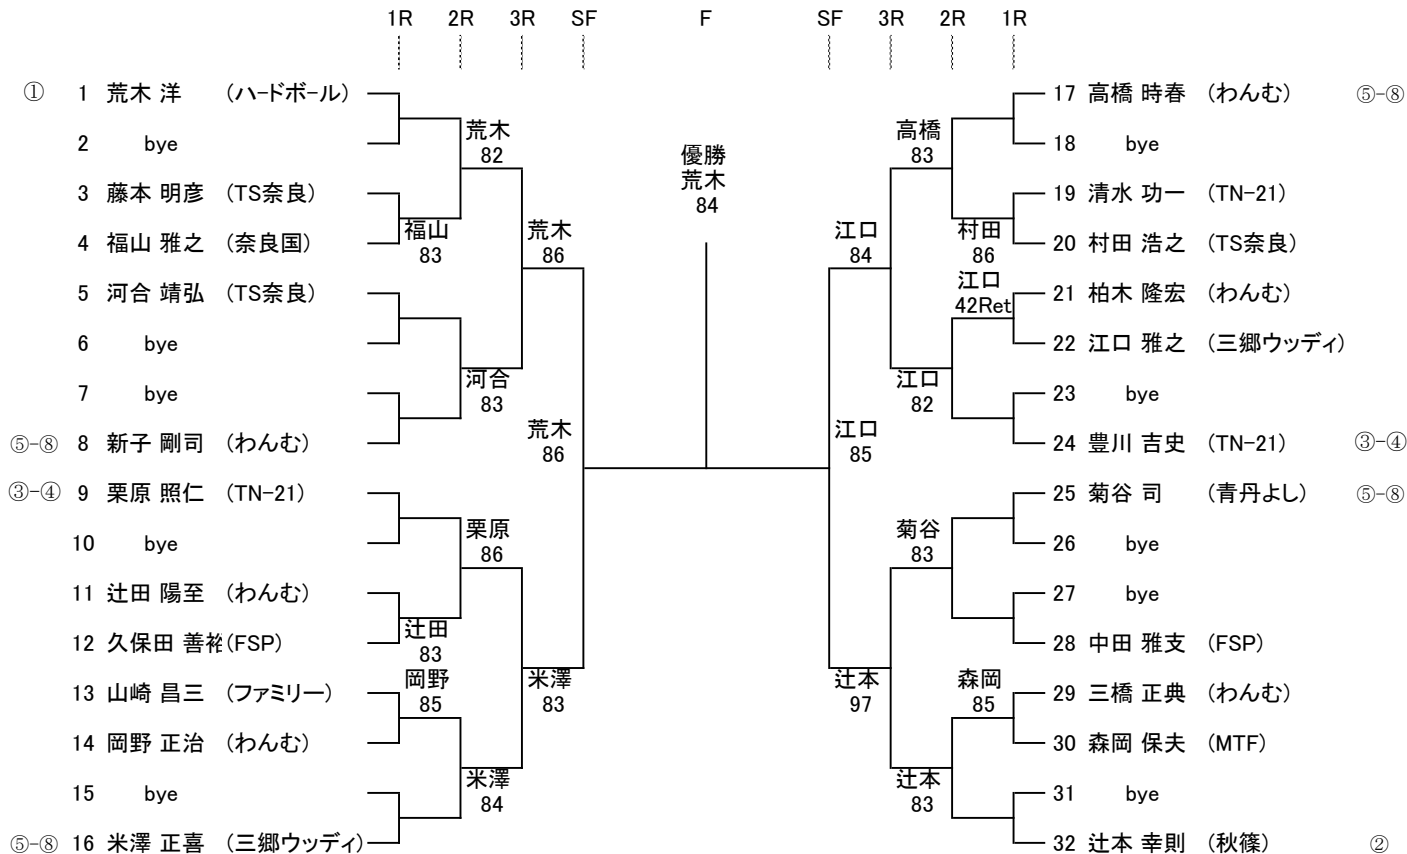 1R 2R 3R SF F SF 3R 2R 1R
① 1 荒木 洋 (ハードボール)
2 bye
3 藤本 明彦 (TS奈良)
4 福山 雅之 (奈良国)
5 河合 靖弘 (TS奈良)
6 bye
7 bye
⑤-⑧ 8 新子 剛司 (わんむ)
③-④ 9 栗原 照仁 (TN-21)
10 bye
11 辻田 陽至 (わんむ)
12 久保田 善裕(FSP)
13 山崎 昌三 (ファミリー)
14 岡野 正治 (わんむ)
15 bye
⑤-⑧ 16 米澤 正喜 (三郷ウッディ)
福山
83
辻田
83
岡野
85
荒木
82
河合
83
栗原
86
米澤
84
荒木
86
米澤
83
荒木
86
優勝
荒木
84
江口
85
江口
84
辻本
97
高橋
83
江口
82
菊谷
83
辻本
83
村田
86
江口
42Ret
森岡
85
17 高橋 時春 (わんむ) ⑤-⑧
18 bye
19 清水 功一 (TN-21)
20 村田 浩之 (TS奈良)
21 柏木 隆宏 (わんむ)
22 江口 雅之 (三郷ウッディ)
23 bye
24 豊川 吉史 (TN-21) ③-④
25 菊谷 司 (青丹よし) ⑤-⑧
26 bye
27 bye
28 中田 雅支 (FSP)
29 三橋 正典 (わんむ)
30 森岡 保夫 (MTF)
31 bye
32 辻本 幸則 (秋篠) ②